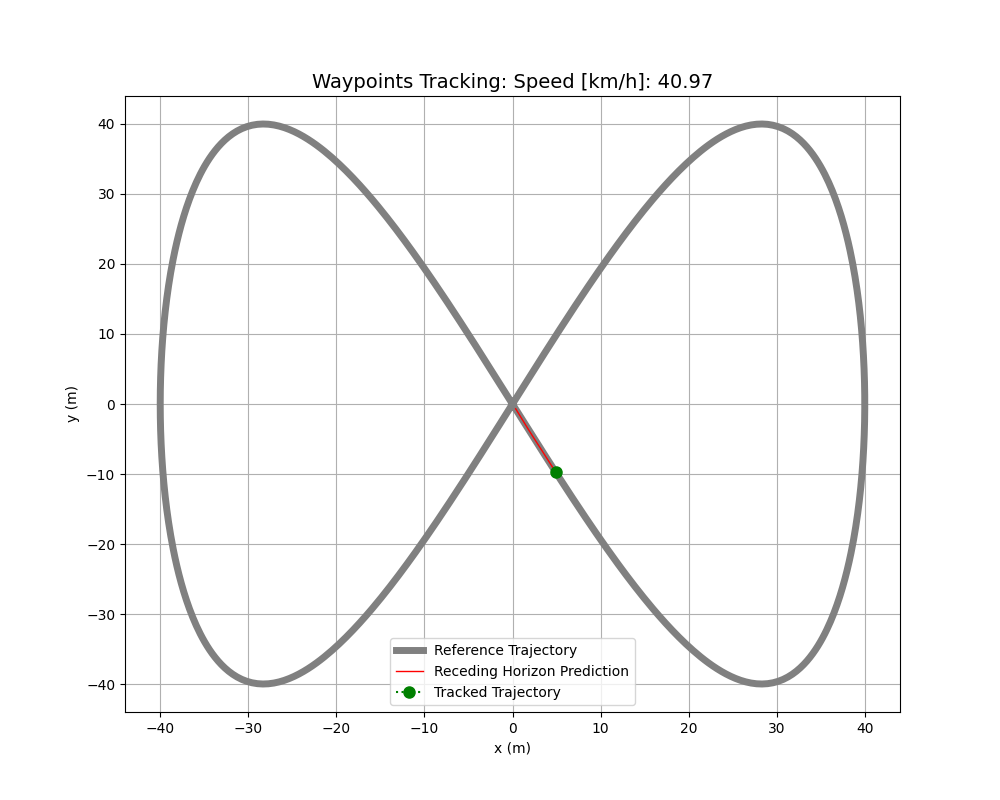 Waypoints Tracking: Speed [km/h]: 40.97
40
30
20
10
0
−10
−20
−30
−40
y (m)
Reference Trajectory
Receding Horizon Prediction
Tracked Trajectory
−40 −30 −20 −10 0 10 20 30 40
x (m)